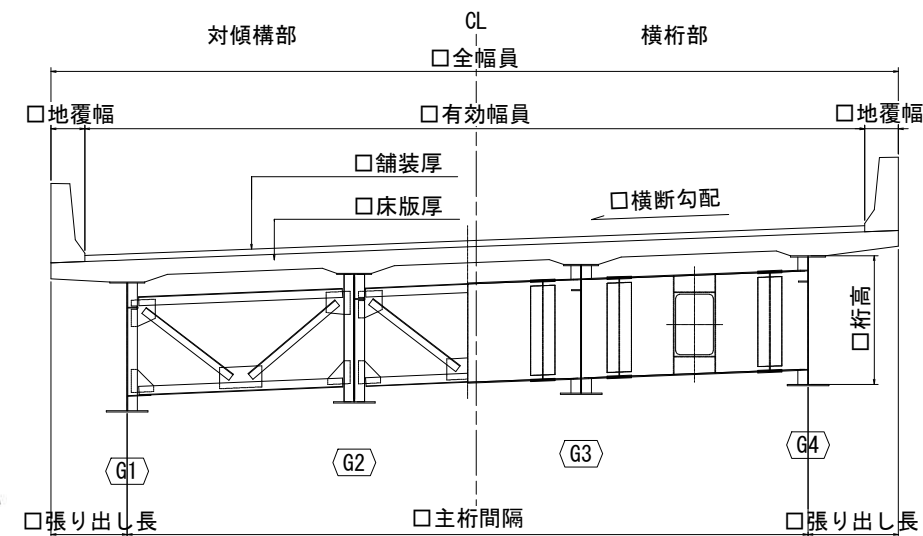 対傾構部
CL
横桁部
□全幅員
□地覆幅
□有効幅員
□地覆幅
□舗装厚
□床版厚
□横断勾配
□桁高
G1
G2
G3
G4
□張り出し長
□主桁間隔
□張り出し長